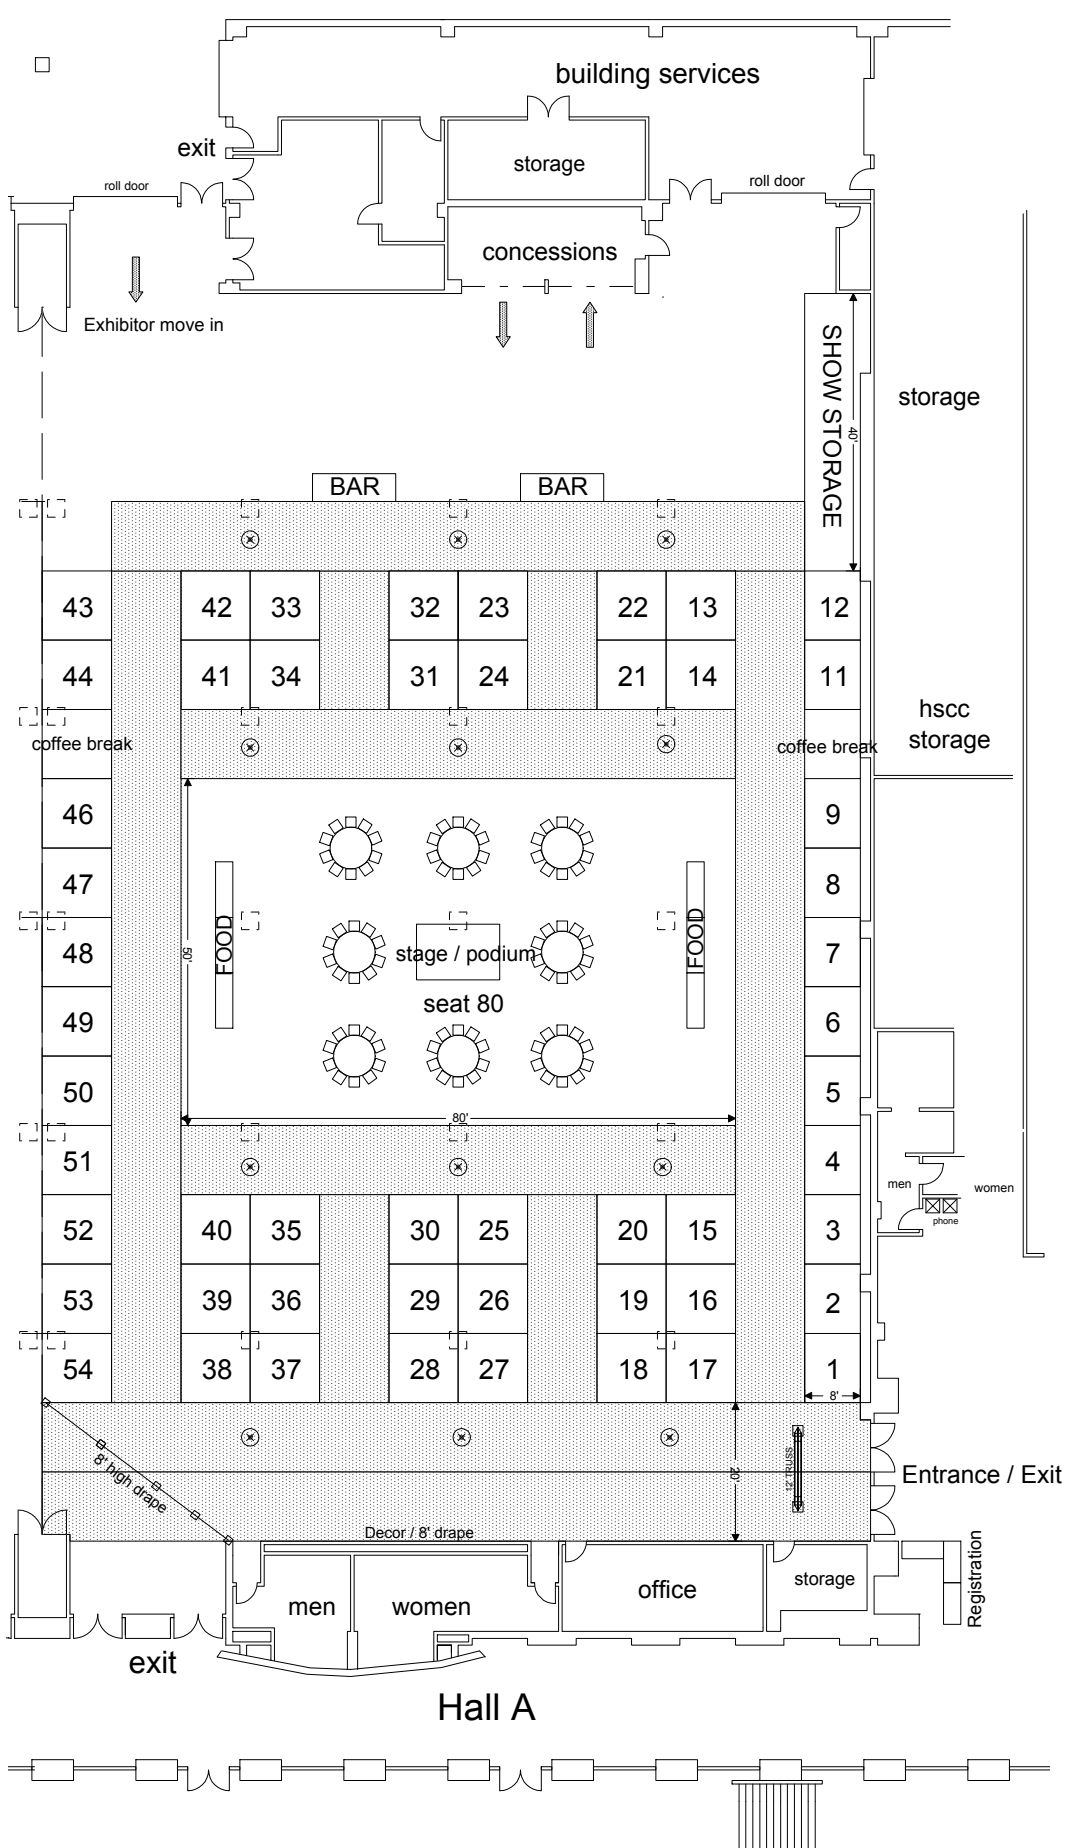 building services
exit
storage
roll door
roll door
concessions
Exhibitor move in
SHOW STORAGE
40'
storage
BAR
BAR
43 42 33 32 23 22 13 12
44 41 34 31 24 21 14 11
hscc
storage
coffee break
coffee break
46 9
47 8
FOOD
FOOD
48 7
50'
stage / podium
seat 80
49 6
50 5
80'
51 4
men
women
phone
52 40 35 30 25 20 15 3
53 39 36 29 26 19 16 2
54 38 37 28 27 18 17 1
8'
8' high drape
20'
12' TRUSS
Entrance / Exit
Decor / 8' drape
men
women
office
storage
Registration
exit
Hall A